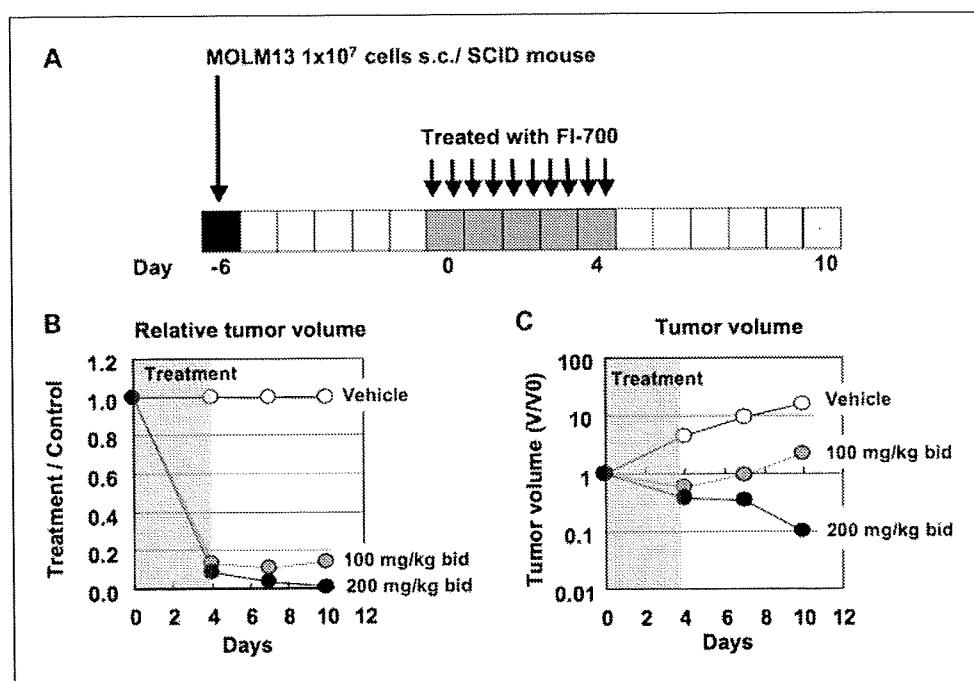 A
MOLM13 1x10⁷ cells s.c./ SCID mouse
Treated with FI-700
Day -6 0 4 10
B Relative tumor volume
Treatment / Control
1.2
1.0
0.8
0.6
0.4
0.2
0.0
Treatment
Vehicle
100 mg/kg bid
200 mg/kg bid
0 2 4 6 8 10 12
Days
C Tumor volume
Tumor volume (V/V0)
100
10
1
0.1
0.01
Treatment
Vehicle
100 mg/kg bid
200 mg/kg bid
0 2 4 6 8 10 12
Days